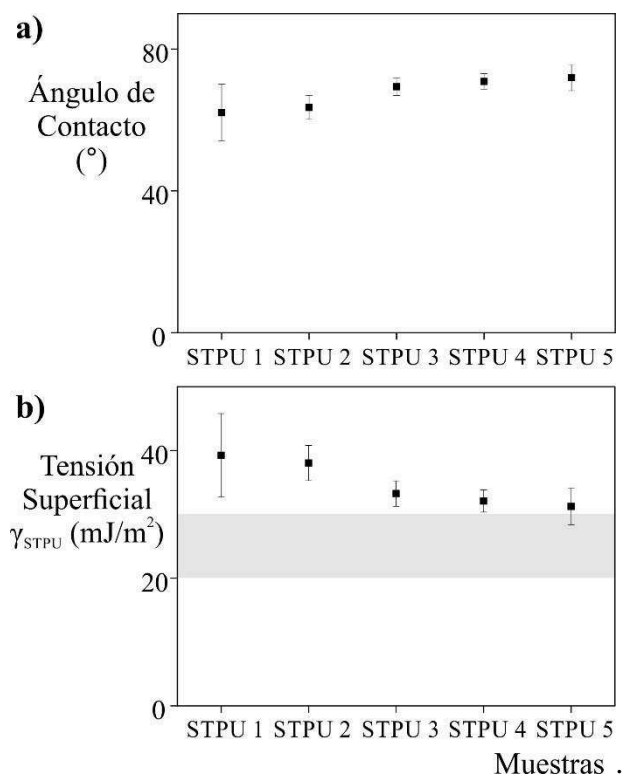 a)
80
Ángulo de
Contacto
(°)
40
0
STPU 1 STPU 2 STPU 3 STPU 4 STPU 5
b)
40
Tensión
Superficial
γSTPU (mJ/m²)
20
0
STPU 1 STPU 2 STPU 3 STPU 4 STPU 5
Muestras .